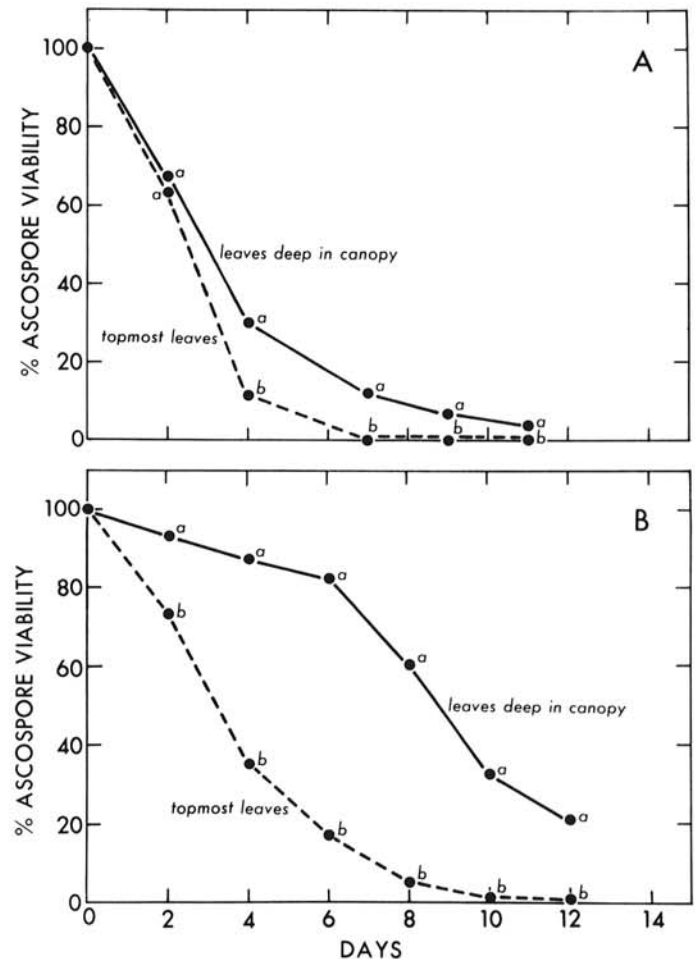 A
100
80
60
40
20
0
% ASCOSPORE VIABILITY
a
a
leaves deep in canopy
a
topmost leaves
b
a
b
a
b
a
b
B
100
80
60
40
20
0
% ASCOSPORE VIABILITY
a
b
a
b
a
b
a
b
a
b
a
b
leaves deep in canopy
topmost leaves
0 2 4 6 8 10 12 14
DAYS